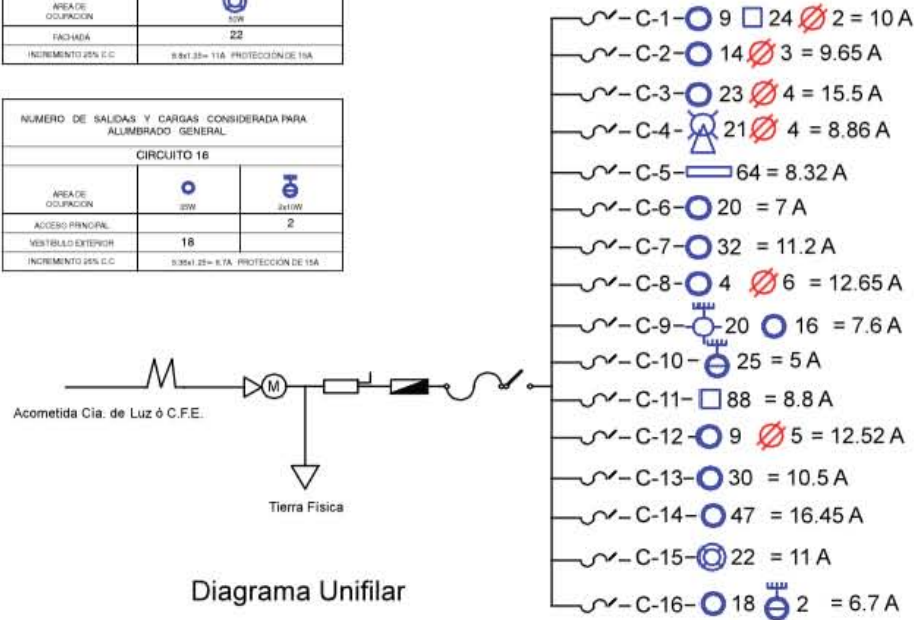 AREA DE
OCUPACION
50W
FACHADA
22
INCREMENTO 25% C.C
8.8x1.25= 11A PROTECCIÓN DE 15A
NUMERO DE SALIDAS Y CARGAS CONSIDERADA PARA
ALUMBRADO GENERAL
CIRCUITO 16
AREA DE
OCUPACION
25W
2x10W
ACCESO PRINCIPAL
2
VESTIBULO EXTERIOR
18
INCREMENTO 25% C.C
5.35x1.25= 6.7A PROTECCIÓN DE 15A
C-1- 9 24 2 = 10 A
C-2- 14 3 = 9.65 A
C-3- 23 4 = 15.5 A
C-4- 21 4 = 8.86 A
C-5- 64 = 8.32 A
C-6- 20 = 7 A
C-7- 32 = 11.2 A
C-8- 4 6 = 12.65 A
C-9- 20 16 = 7.6 A
C-10- 25 = 5 A
C-11- 88 = 8.8 A
C-12- 9 5 = 12.52 A
C-13- 30 = 10.5 A
C-14- 47 = 16.45 A
C-15- 22 = 11 A
C-16- 18 2 = 6.7 A
M
Acometida Cía. de Luz ó C.F.E.
Tierra Física
Diagrama Unifilar